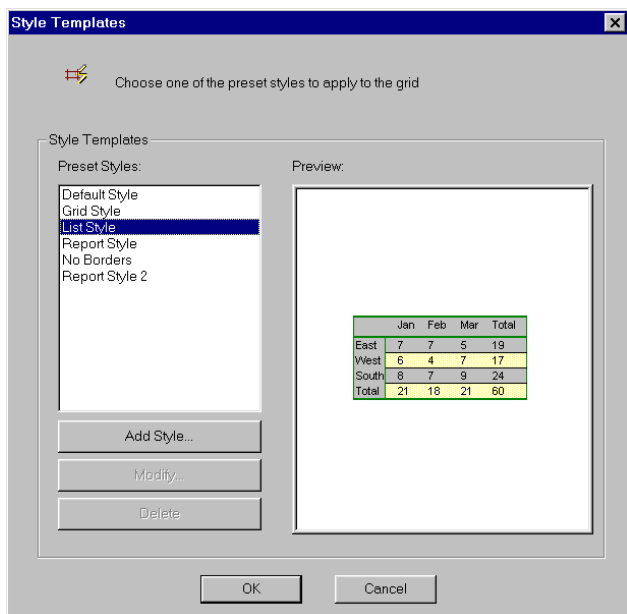 Style Templates
Choose one of the preset styles to apply to the grid
Style Templates
Preset Styles:
Default Style
Grid Style
List Style
Report Style
No Borders
Report Style 2
Add Style...
Modify...
Delete
Preview:
Jan Feb Mar Total
East 7 7 5 19
West 6 4 7 17
South 8 7 9 24
Total 21 18 21 60
OK Cancel